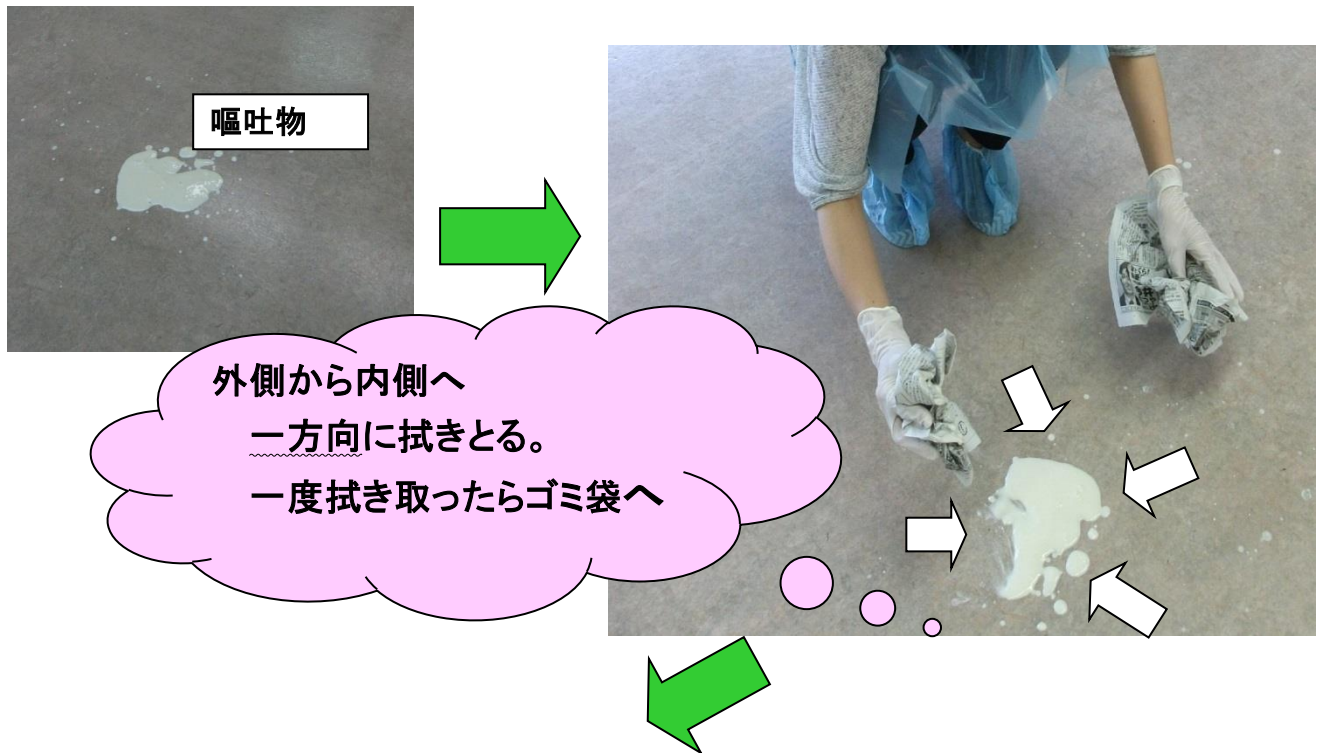 嘔吐物
外側から内側へ
一方向に拭きとる。
一度拭き取ったらゴミ袋へ